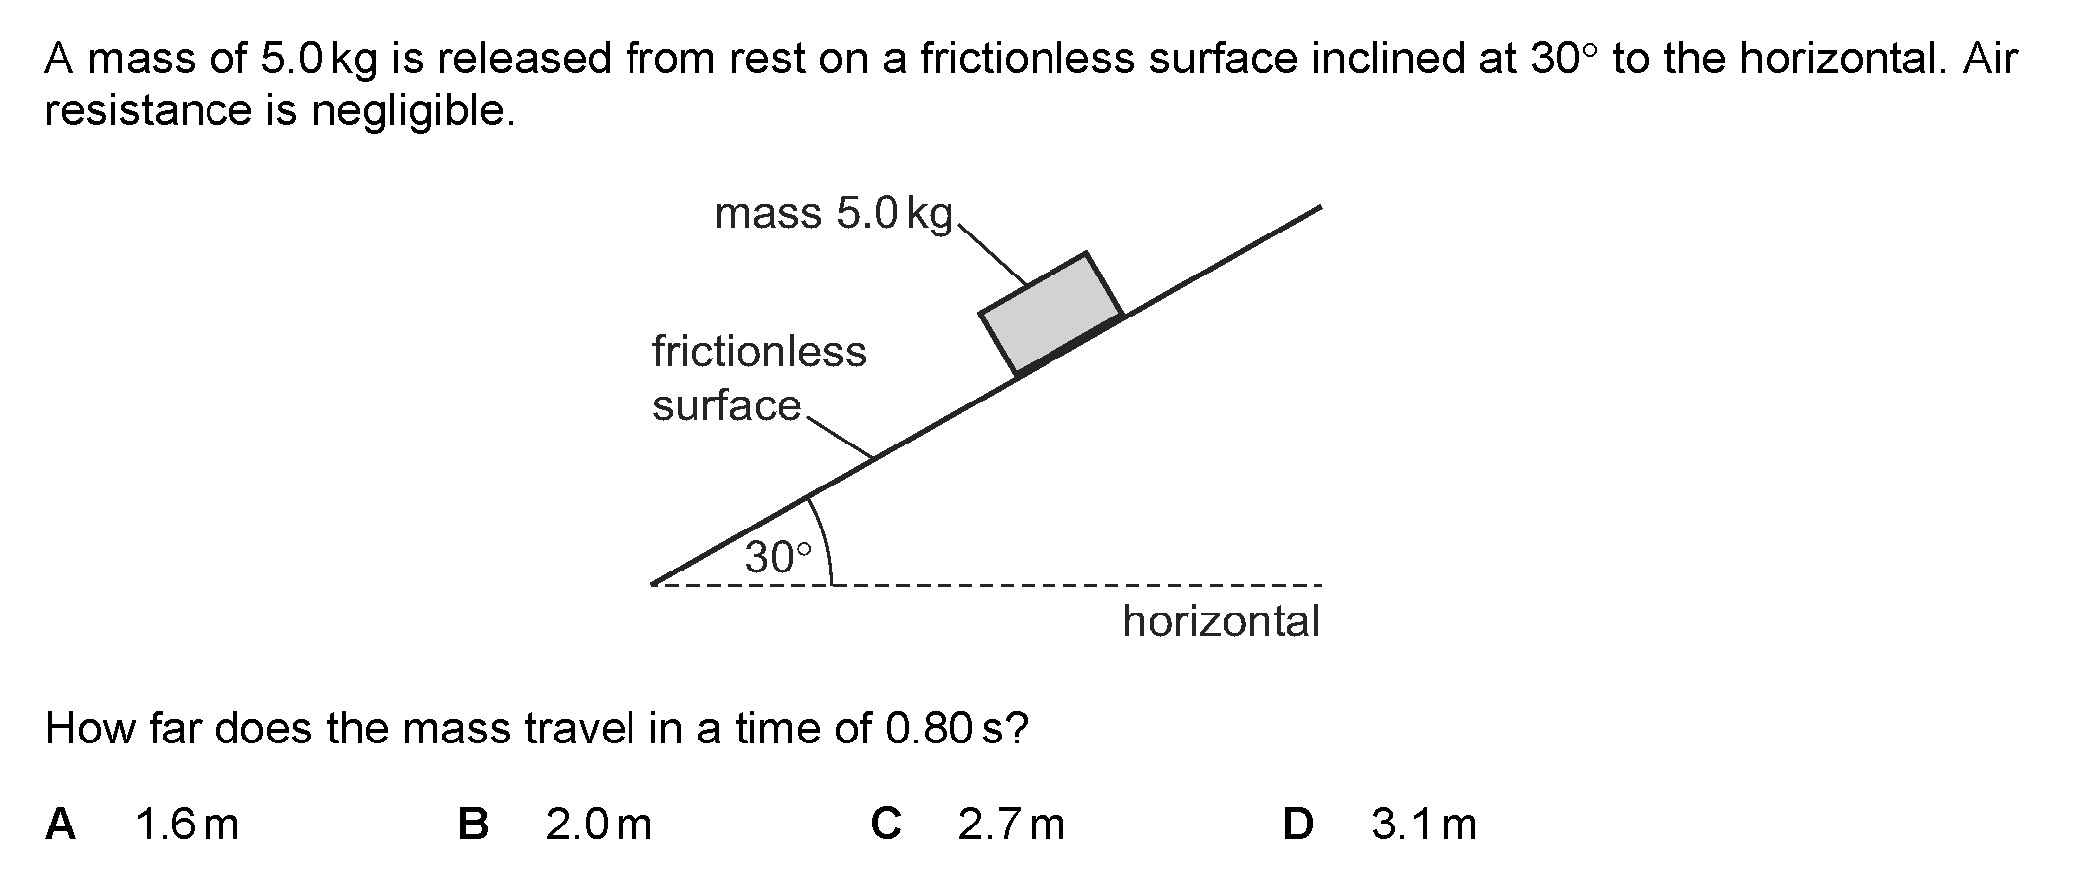 A mass of 5.0 kg is released from rest on a frictionless surface inclined at 30° to the horizontal. Air
resistance is negligible.
mass 5.0 kg
frictionless
surface
30°
horizontal
How far does the mass travel in a time of 0.80 s?
A 1.6 m B 2.0 m C 2.7 m D 3.1 m